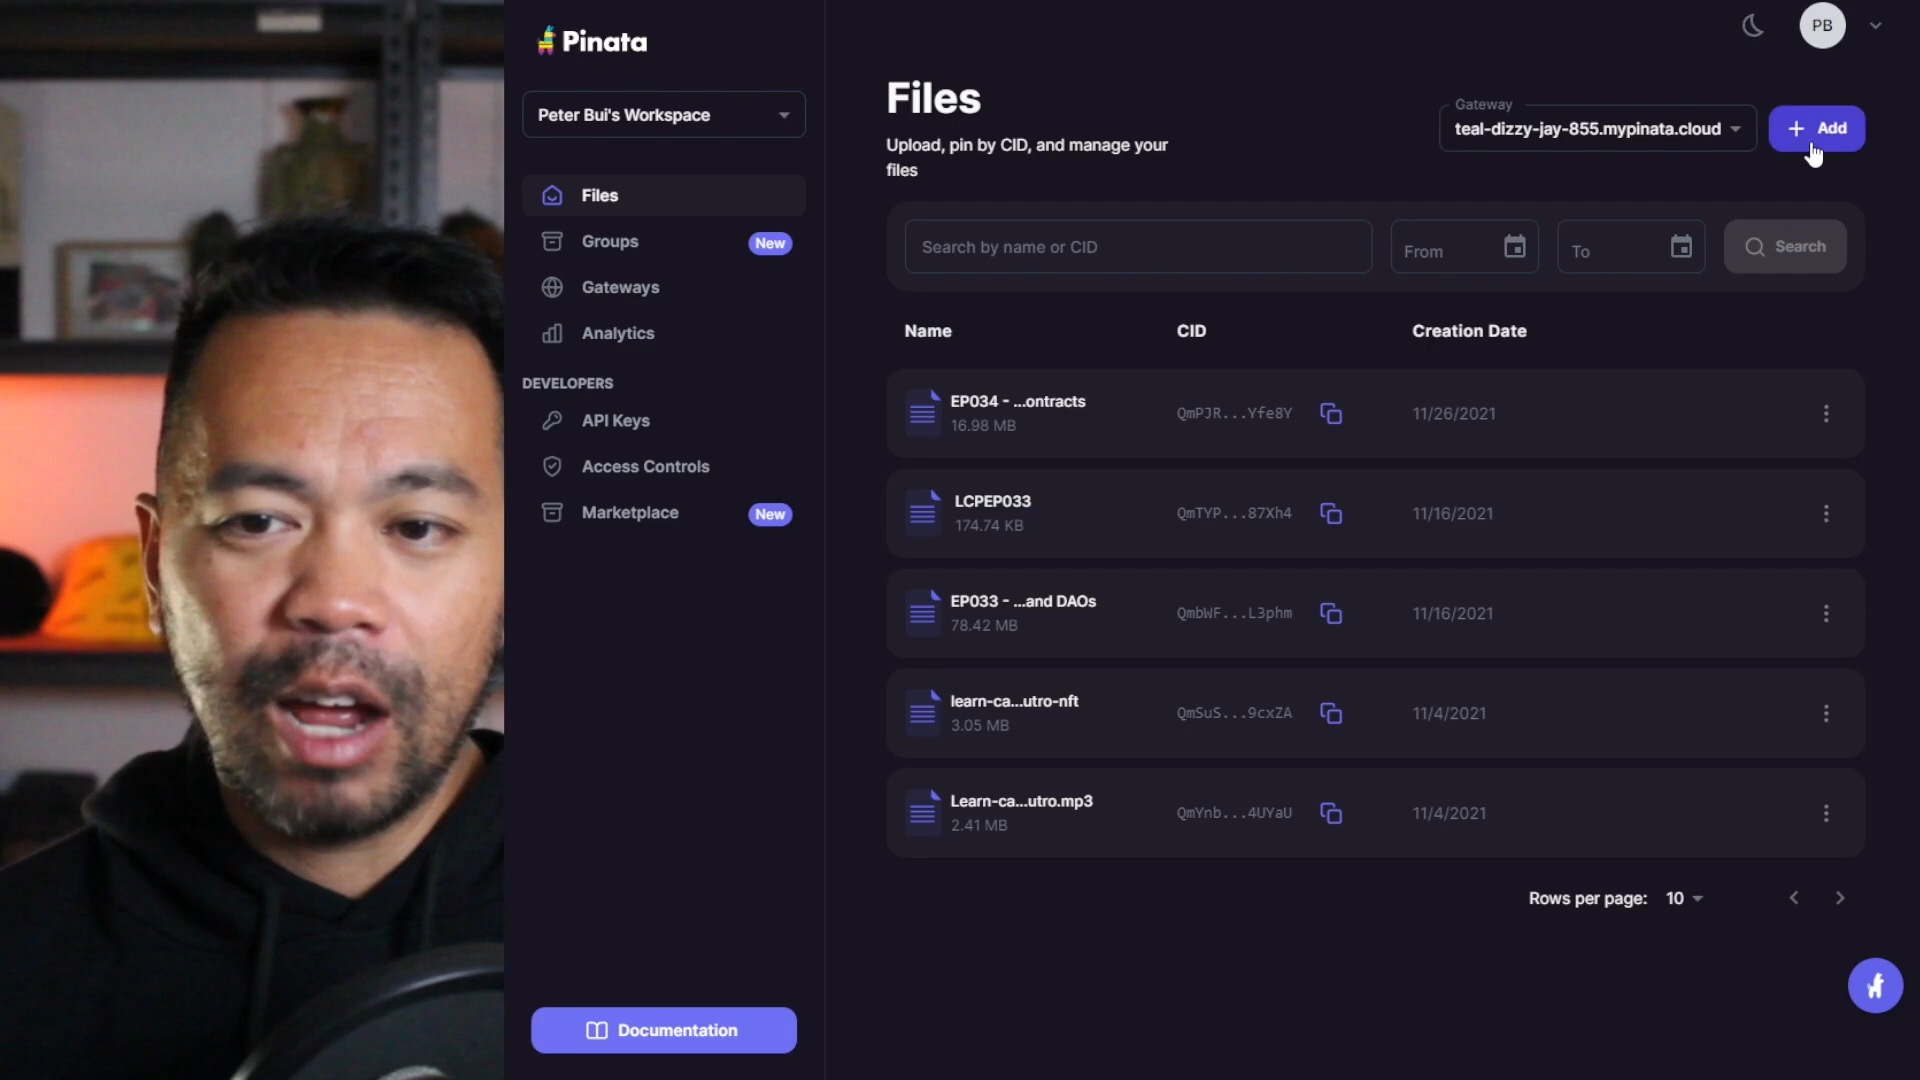 Pinata
Peter Bui's Workspace
Files
Groups
New
Gateways
Analytics
DEVELOPERS
API Keys
Access Controls
Marketplace
New
Documentation
PB
Files
Upload, pin by CID, and manage your
files
Gateway
teal-dizzy-jay-855.mypinata.cloud
Add
Search by name or CID
From
To
Search
Name CID Creation Date
EP034 - ...ontracts
16.98 MB
QmPJR...Yfe8Y
11/26/2021
LCPEP033
174.74 KB
QmTYP...87Xh4
11/16/2021
EP033 - ...and DAOs
78.42 MB
QmbWF...L3phm
11/16/2021
learn-ca...utro-nft
3.05 MB
QmSuS...9cxZA
11/4/2021
Learn-ca...utro.mp3
2.41 MB
QmYnb...4UYaU
11/4/2021
Rows per page: 10